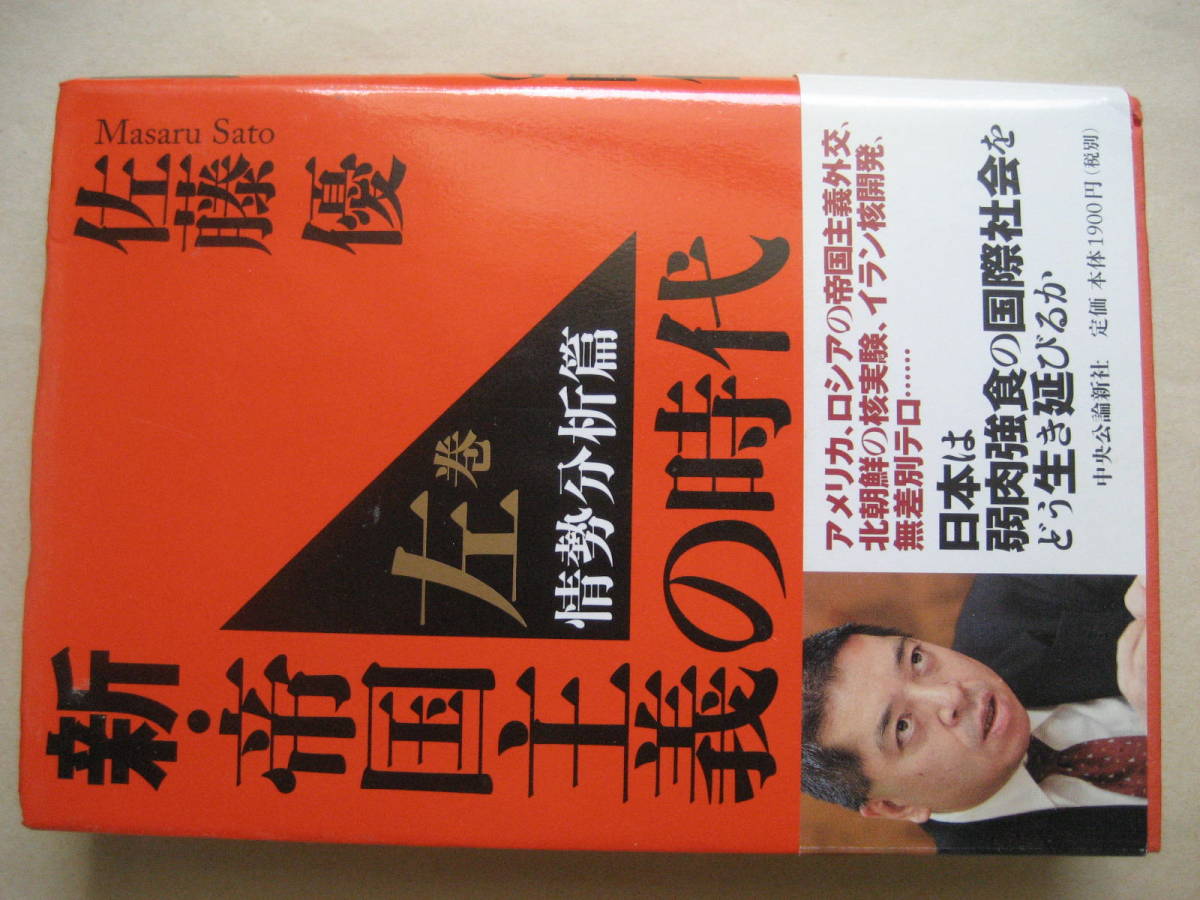 新・帝国主義の時代
左巻
情勢分析篇
Masaru Sato
佐藤 優
アメリカ、ロシアの帝国主義外交、
北朝鮮の核実験、イラン核開発、
無差別テロ……
日本は
弱肉強食の国際社会を
どう生き延びるか
中央公論新社 定価 本体1900円(税別)